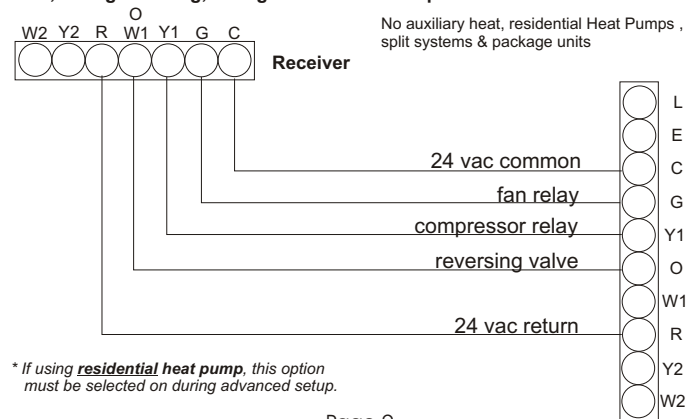 No auxiliary heat, residential Heat Pumps ,
split systems & package units
O
W2 Y2 R W1 Y1 G C
Receiver
L
E
24 vac common C
fan relay G
compressor relay Y1
reversing valve O
W1
24 vac return R
Y2
W2
* If using residential heat pump, this option
must be selected on during advanced setup.